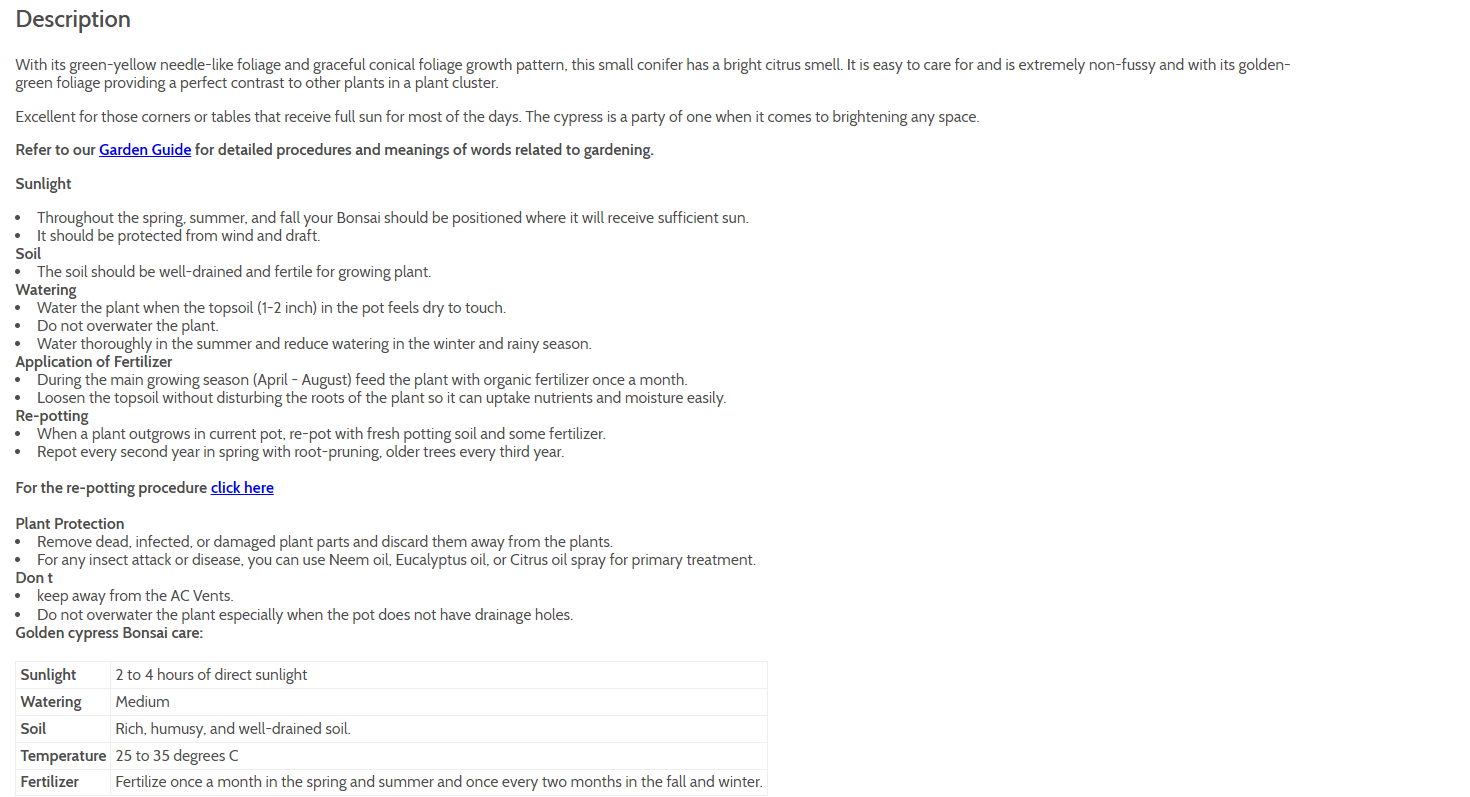 Description
With its green-yellow needle-like foliage and graceful conical foliage growth pattern, this small conifer has a bright citrus smell. It is easy to care for and is extremely non-fussy and with its golden-
green foliage providing a perfect contrast to other plants in a plant cluster.
Excellent for those corners or tables that receive full sun for most of the days. The cypress is a party of one when it comes to brightening any space.
Refer to our Garden Guide for detailed procedures and meanings of words related to gardening.
Sunlight
• Throughout the spring, summer, and fall your Bonsai should be positioned where it will receive sufficient sun.
• It should be protected from wind and draft.
Soil
• The soil should be well-drained and fertile for growing plant.
Watering
• Water the plant when the topsoil (1-2 inch) in the pot feels dry to touch.
• Do not overwater the plant.
• Water thoroughly in the summer and reduce watering in the winter and rainy season.
Application of Fertilizer
• During the main growing season (April - August) feed the plant with organic fertilizer once a month.
• Loosen the topsoil without disturbing the roots of the plant so it can uptake nutrients and moisture easily.
Re-potting
• When a plant outgrows in current pot, re-pot with fresh potting soil and some fertilizer.
• Repot every second year in spring with root-pruning, older trees every third year.
For the re-potting procedure click here
Plant Protection
• Remove dead, infected, or damaged plant parts and discard them away from the plants.
• For any insect attack or disease, you can use Neem oil, Eucalyptus oil, or Citrus oil spray for primary treatment.
Don t
• keep away from the AC Vents.
• Do not overwater the plant especially when the pot does not have drainage holes.
Golden cypress Bonsai care:
Sunlight 2 to 4 hours of direct sunlight
Watering Medium
Soil Rich, humusy, and well-drained soil.
Temperature 25 to 35 degrees C
Fertilizer Fertilize once a month in the spring and summer and once every two months in the fall and winter.